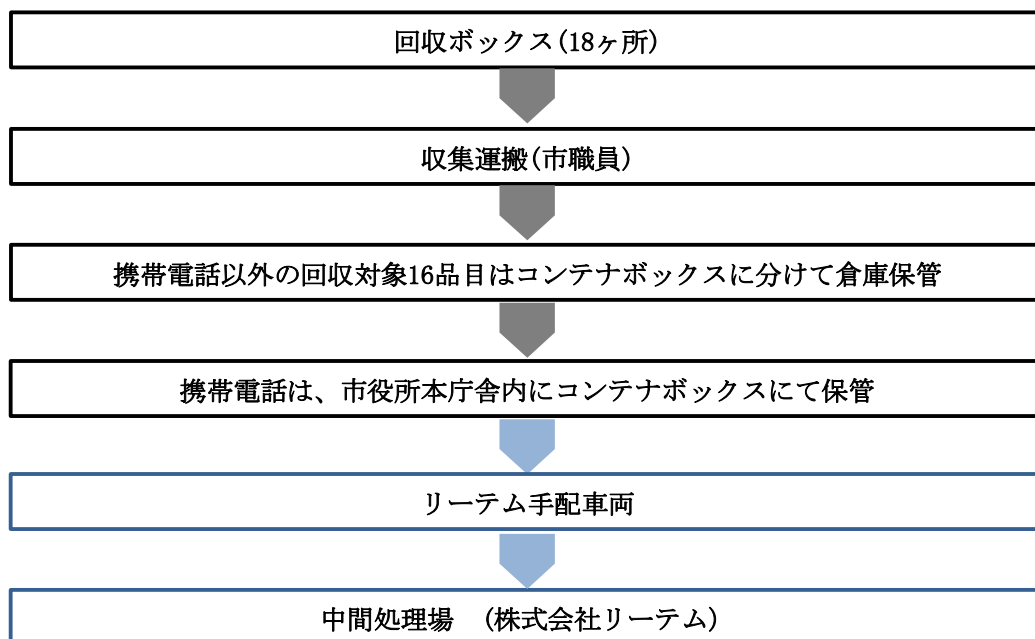 回収ボックス(18ヶ所)
収集運搬(市職員)
携帯電話以外の回収対象16品目はコンテナボックスに分けて倉庫保管
携帯電話は、市役所本庁舎内にコンテナボックスにて保管
リーテム手配車両
中間処理場　(株式会社リーテム)